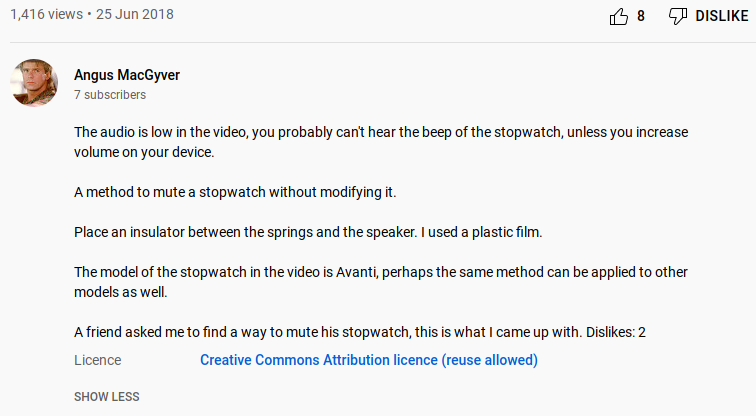 1,416 views • 25 Jun 2018
8 DISLIKE
Angus MacGyver
7 subscribers
The audio is low in the video, you probably can't hear the beep of the stopwatch, unless you increase
volume on your device.
A method to mute a stopwatch without modifying it.
Place an insulator between the springs and the speaker. I used a plastic film.
The model of the stopwatch in the video is Avanti, perhaps the same method can be applied to other
models as well.
A friend asked me to find a way to mute his stopwatch, this is what I came up with. Dislikes: 2
Licence
Creative Commons Attribution licence (reuse allowed)
SHOW LESS